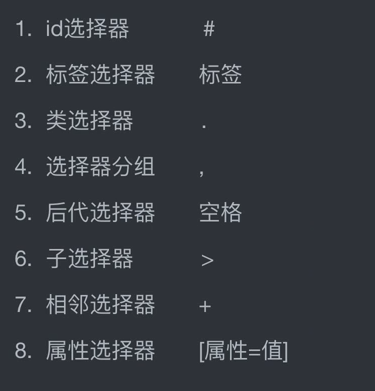 1. id选择器 #
2. 标签选择器 标签
3. 类选择器 .
4. 选择器分组 ,
5. 后代选择器 空格
6. 子选择器 >
7. 相邻选择器 +
8. 属性选择器 [属性=值]